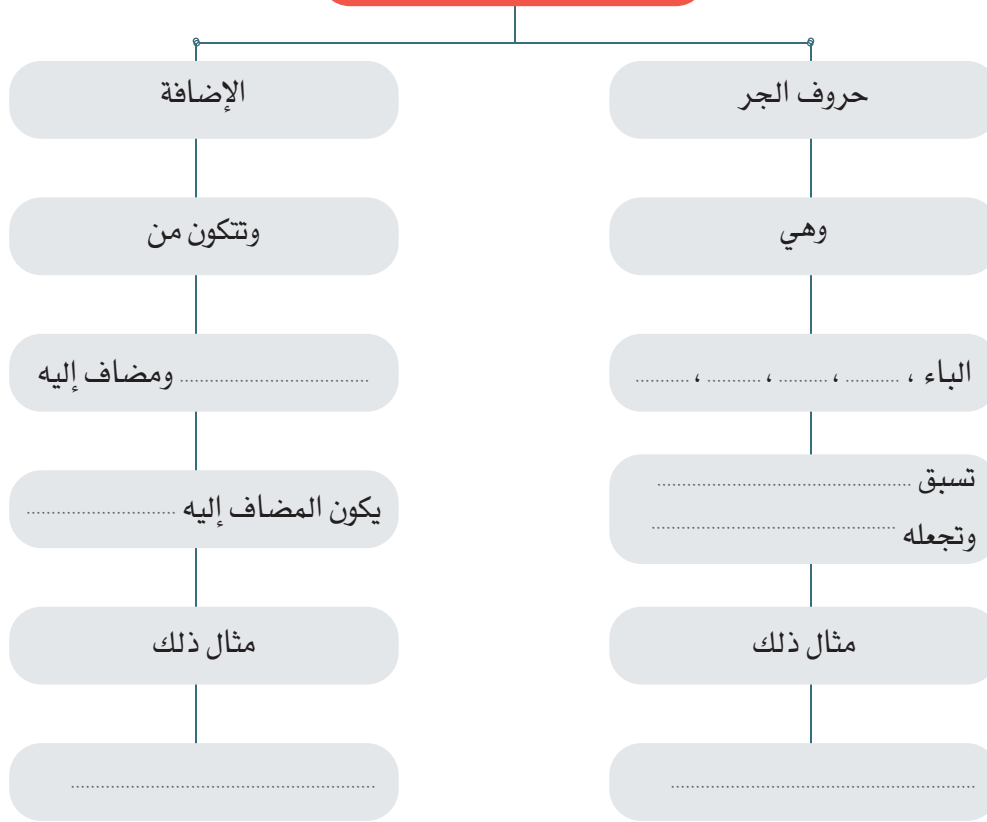 حروف الجر
وهي
الباء ، .......... ، .......... ، .......... ، ..........
تسبق ..................................................
وتجعله ..................................................
مثال ذلك
............................................................
الإضافة
وتتكون من
...................................... ومضاف إليه
يكون المضاف إليه ..............................
مثال ذلك
............................................................